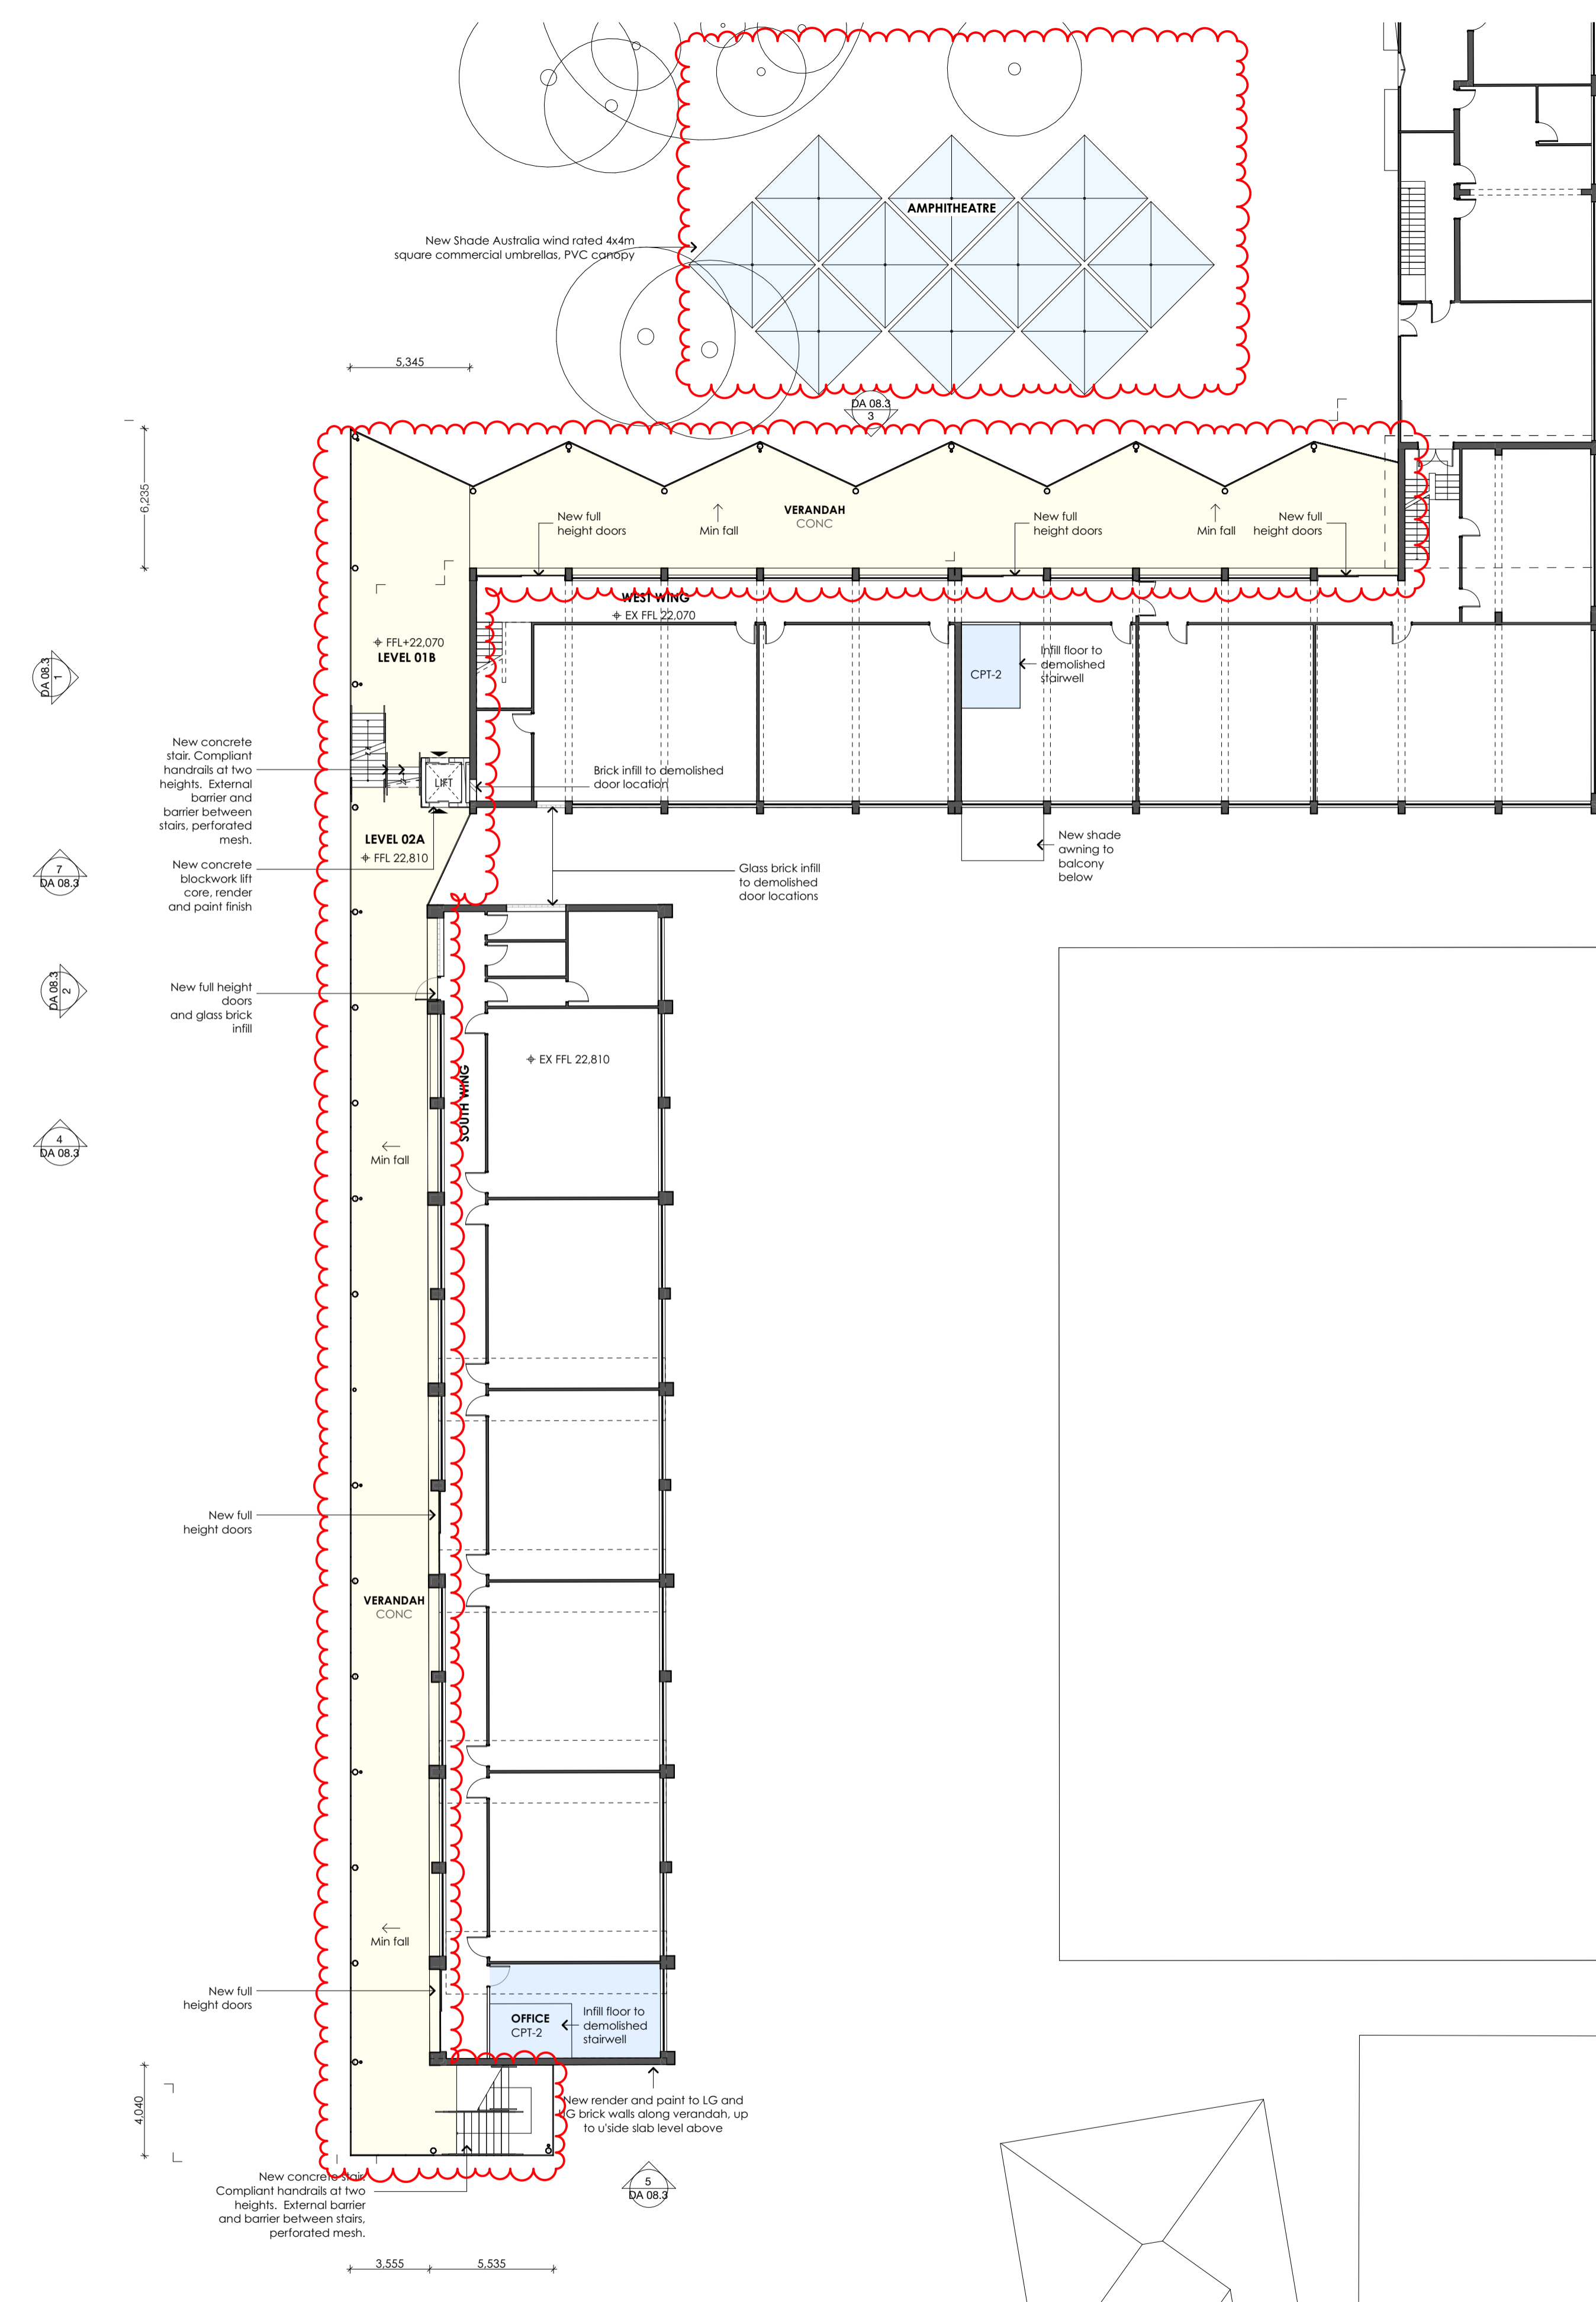 AMPHITHEATRE
New Shade Australia wind rated 4x4m
square commercial umbrellas, PVC canopy
5,345
DA 08.3
3
6,235
VERANDAH
CONC
New full
height doors
Min fall
New full
height doors
Min fall
New full
height doors
WEST WING
EX FFL 22,070
FFL+22,070
LEVEL 01B
DA 08.3
1
CPT-2
Infill floor to
demolished
stairwell
New concrete
stair. Compliant
handrails at two
heights. External
barrier and
barrier between
stairs, perforated
mesh.
LIFT
Brick infill to demolished
door location
LEVEL 02A
FFL 22,810
New shade
awning to
balcony
below
7
DA 08.3
New concrete
blockwork lift
core, render
and paint finish
Glass brick infill
to demolished
door locations
DA 08.3
2
New full height
doors
and glass brick
infill
EX FFL 22,810
SOUTH WING
4
DA 08.3
Min fall
New full
height doors
VERANDAH
CONC
Min fall
New full
height doors
OFFICE
CPT-2
Infill floor to
demolished
stairwell
4,040
New render and paint to LG and
UG brick walls along verandah, up
to u'side slab level above
New concrete stair.
Compliant handrails at two
heights. External barrier
and barrier between stairs,
perforated mesh.
5
DA 08.3
3,555
5,535